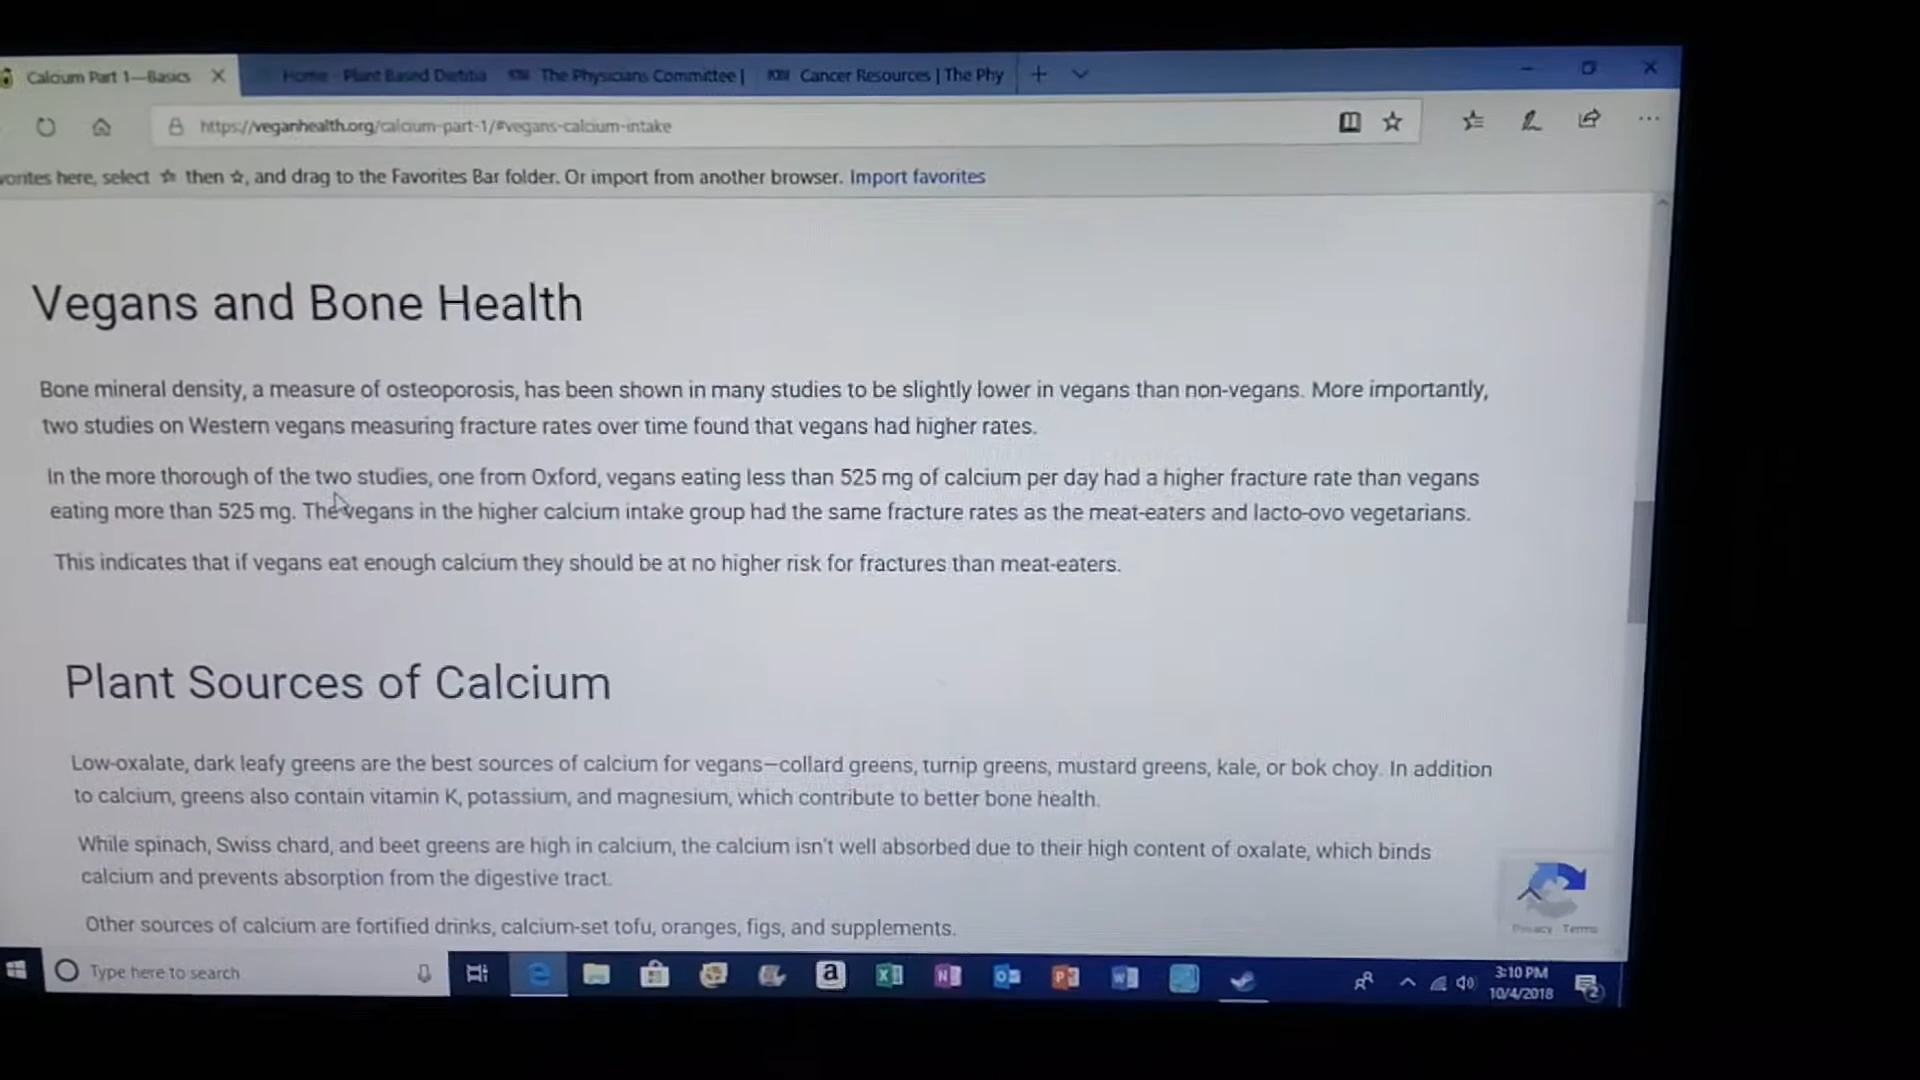 Calcium Part 1—Basics
Home - Plant Based Dietitia
The Physicians Committee |
Cancer Resources | The Phy
https://veganhealth.org/calcium-part-1/#vegans-calcium-intake
vorites here, select ☆ then ☆, and drag to the Favorites Bar folder. Or import from another browser. Import favorites
Vegans and Bone Health
Bone mineral density, a measure of osteoporosis, has been shown in many studies to be slightly lower in vegans than non-vegans. More importantly,
two studies on Western vegans measuring fracture rates over time found that vegans had higher rates.
In the more thorough of the two studies, one from Oxford, vegans eating less than 525 mg of calcium per day had a higher fracture rate than vegans
eating more than 525 mg. The vegans in the higher calcium intake group had the same fracture rates as the meat-eaters and lacto-ovo vegetarians.
This indicates that if vegans eat enough calcium they should be at no higher risk for fractures than meat-eaters.
Plant Sources of Calcium
Low-oxalate, dark leafy greens are the best sources of calcium for vegans—collard greens, turnip greens, mustard greens, kale, or bok choy. In addition
to calcium, greens also contain vitamin K, potassium, and magnesium, which contribute to better bone health.
While spinach, Swiss chard, and beet greens are high in calcium, the calcium isn't well absorbed due to their high content of oxalate, which binds
calcium and prevents absorption from the digestive tract.
Other sources of calcium are fortified drinks, calcium-set tofu, oranges, figs, and supplements.
Privacy - Terms
Type here to search
a
3:10 PM
10/4/2018
2